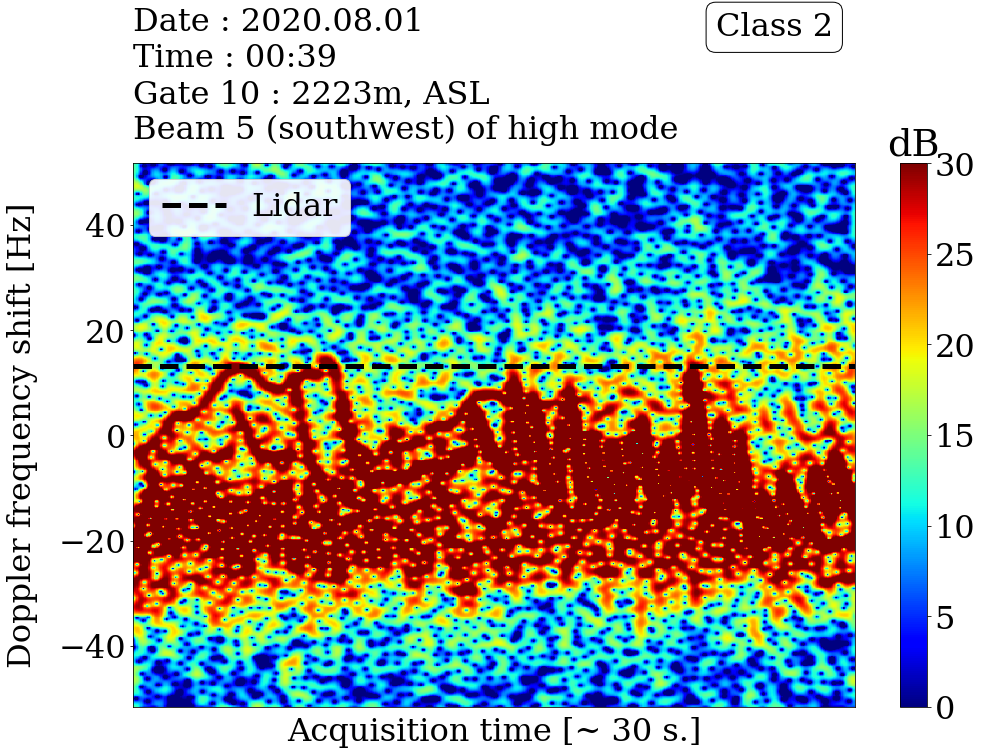 Date : 2020.08.01
Time : 00:39
Gate 10 : 2223m, ASL
Beam 5 (southwest) of high mode
Class 2
dB
Lidar
Doppler frequency shift [Hz]
40
20
0
−20
−40
30
25
20
15
10
5
0
Acquisition time [~ 30 s.]